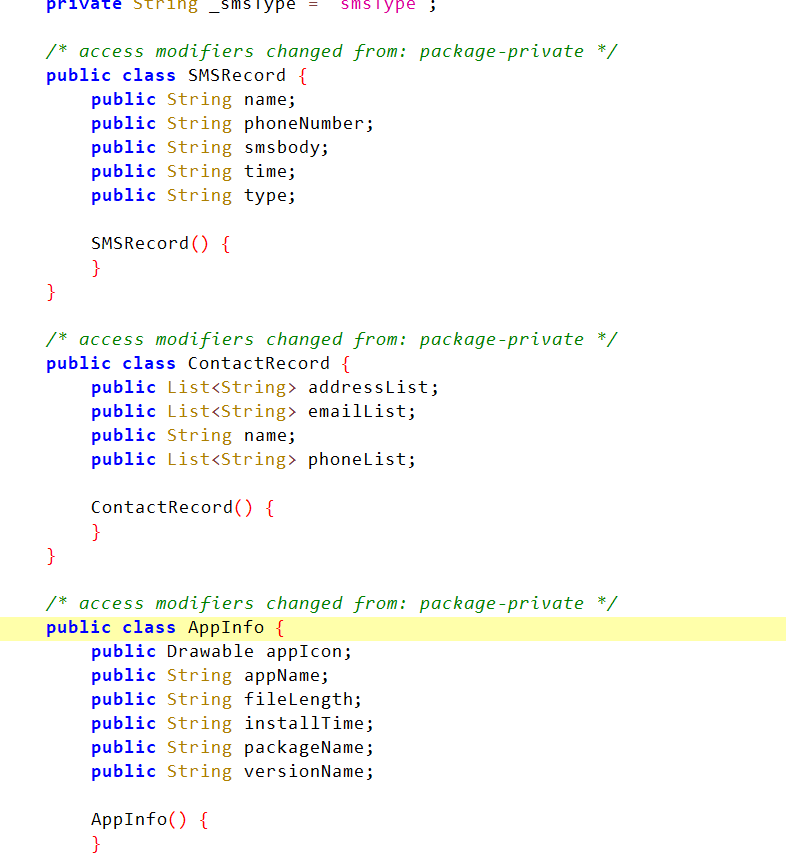 private String _smsType = "smsType";
/* access modifiers changed from: package-private */
public class SMSRecord {
public String name;
public String phoneNumber;
public String smsbody;
public String time;
public String type;
SMSRecord() {
}
}
/* access modifiers changed from: package-private */
public class ContactRecord {
public List<String> addressList;
public List<String> emailList;
public String name;
public List<String> phoneList;
ContactRecord() {
}
}
/* access modifiers changed from: package-private */
public class AppInfo {
public Drawable appIcon;
public String appName;
public String fileLength;
public String installTime;
public String packageName;
public String versionName;
AppInfo() {
}